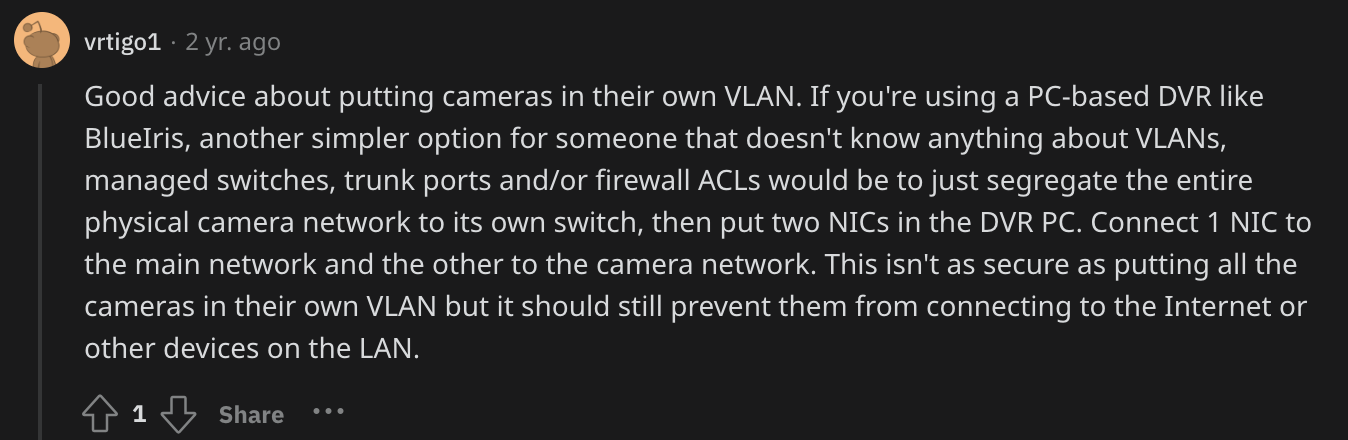 vrtigo1 · 2 yr. ago
Good advice about putting cameras in their own VLAN. If you're using a PC-based DVR like
BlueIris, another simpler option for someone that doesn't know anything about VLANs,
managed switches, trunk ports and/or firewall ACLs would be to just segregate the entire
physical camera network to its own switch, then put two NICs in the DVR PC. Connect 1 NIC to
the main network and the other to the camera network. This isn't as secure as putting all the
cameras in their own VLAN but it should still prevent them from connecting to the Internet or
other devices on the LAN.
1 Share ···